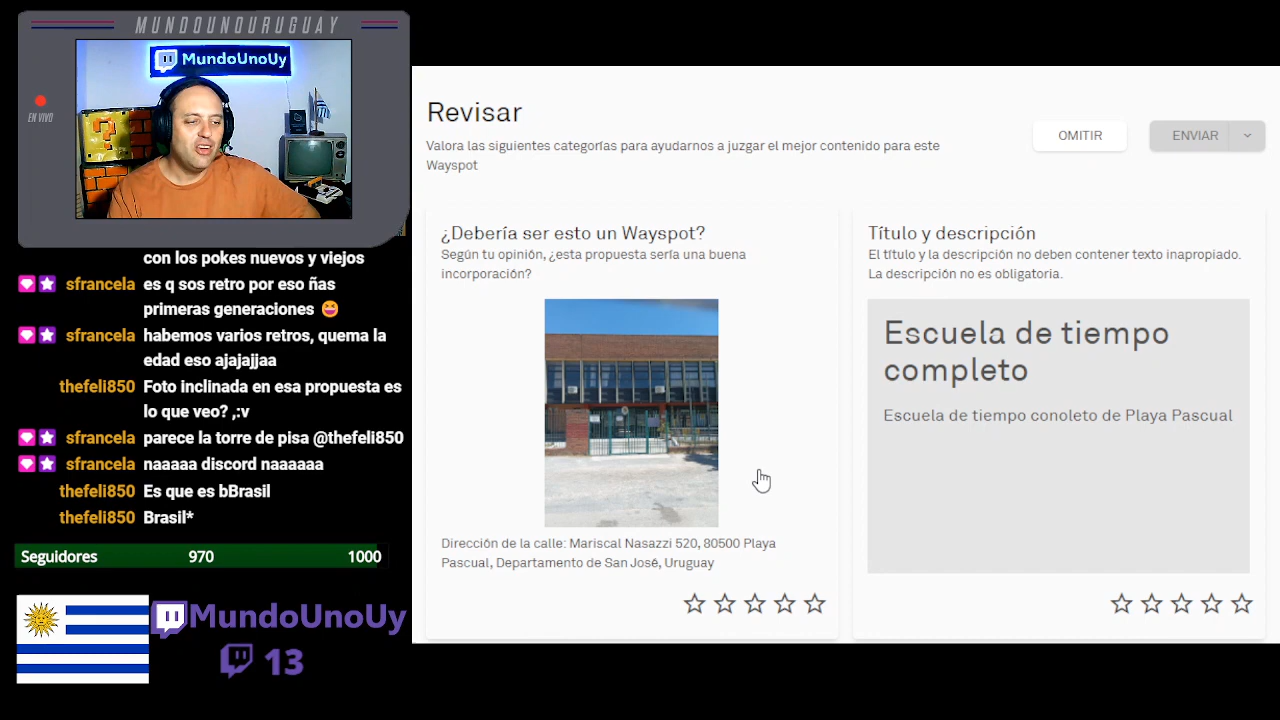 MUNDOUNOURUGUAY
MundoUnoUy
EN VIVO
con los pokes nuevos y viejos
sfrancela es q sos retro por eso ñas
primeras generaciones 😆
sfrancela habemos varios retros, quema la
edad eso ajajajjaa
thefeli850 Foto inclinada en esa propuesta es
lo que veo? ,:v
sfrancela parece la torre de pisa @thefeli850
sfrancela naaaaa discord naaaaaa
thefeli850 Es que es bBrasil
thefeli850 Brasil*
Seguidores 970 1000
MundoUnoUy
13
Revisar
Valora las siguientes categorías para ayudarnos a juzgar el mejor contenido para este
Wayspot
OMITIR
ENVIAR
¿Debería ser esto un Wayspot?
Según tu opinión, ¿esta propuesta sería una buena
incorporación?
Dirección de la calle: Mariscal Nasazzi 520, 80500 Playa
Pascual, Departamento de San José, Uruguay
Título y descripción
El título y la descripción no deben contener texto inapropiado.
La descripción no es obligatoria.
Escuela de tiempo
completo
Escuela de tiempo conoleto de Playa Pascual